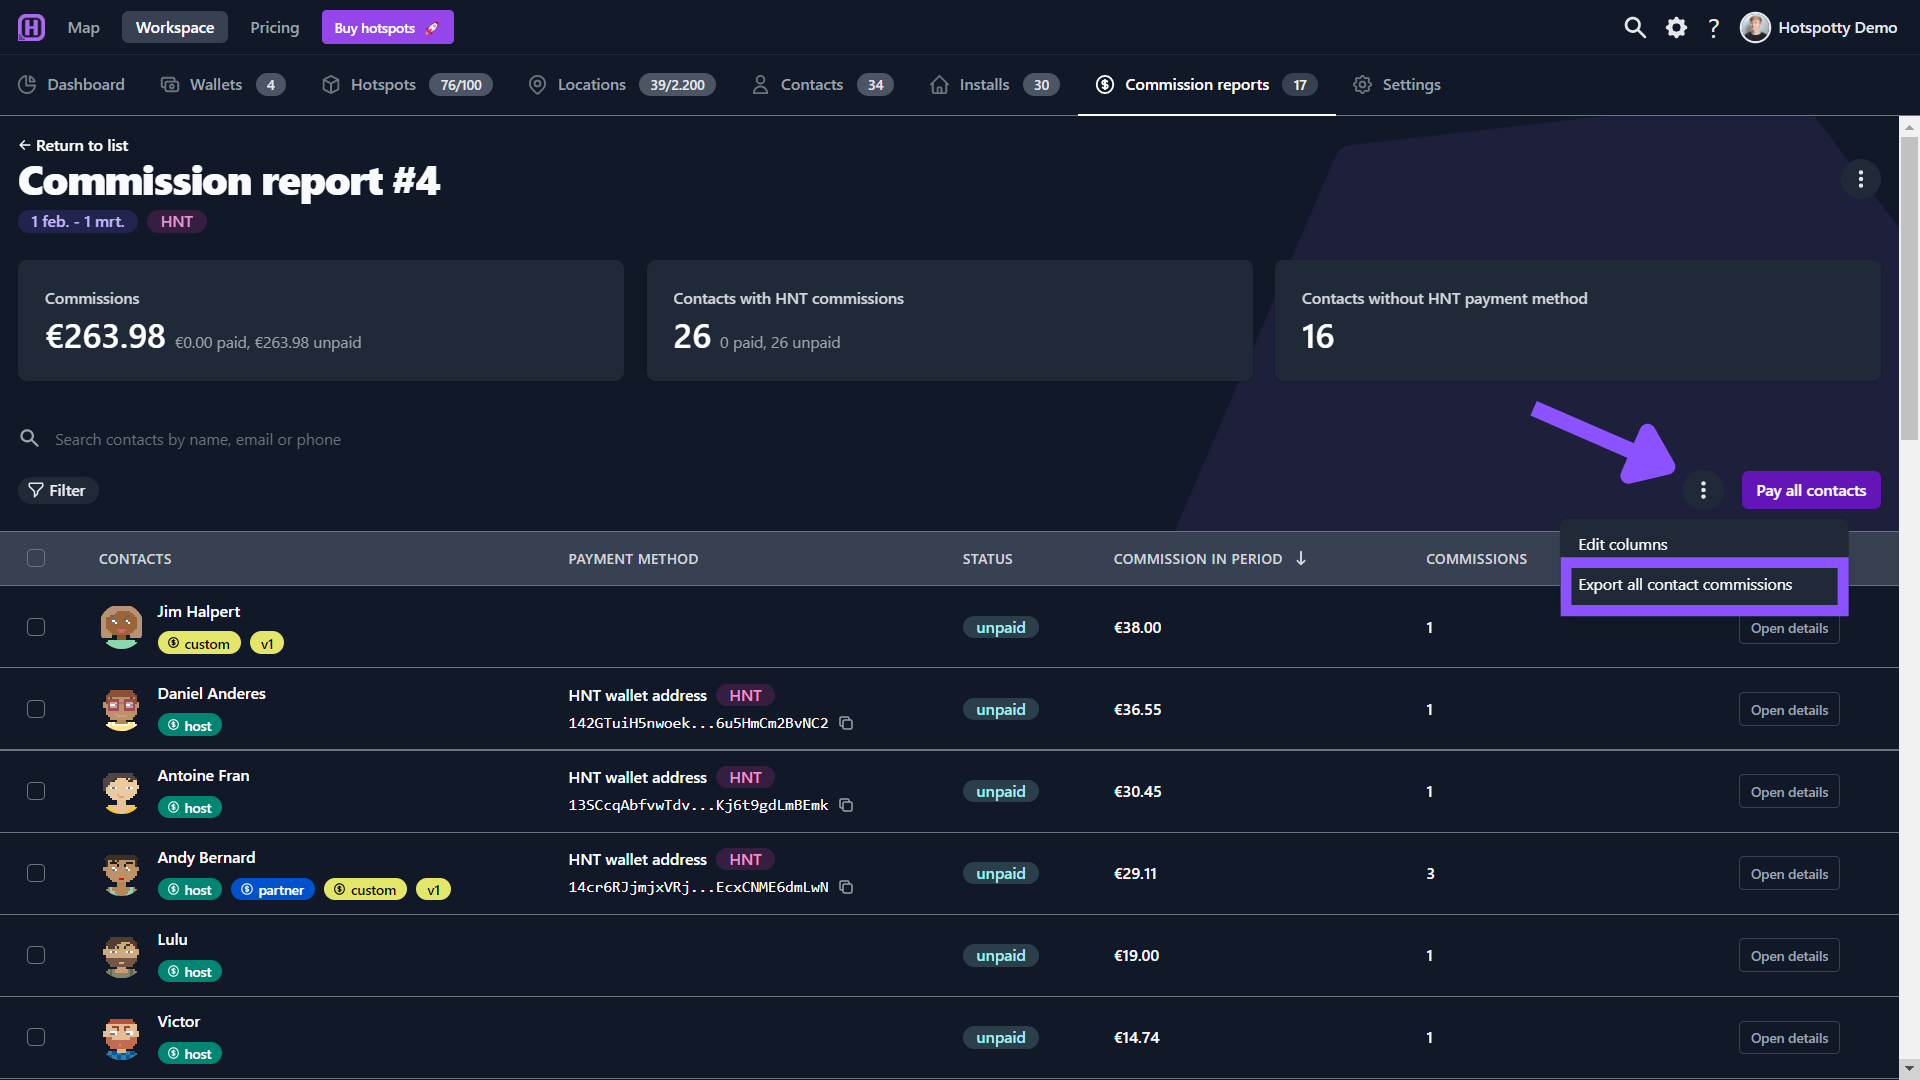 Map
Workspace
Pricing
Buy hotspots 🚀
?
Hotspotty Demo
Dashboard
Wallets 4
Hotspots 76/100
Locations 39/2.200
Contacts 34
Installs 30
Commission reports 17
Settings
← Return to list
Commission report #4
1 feb. - 1 mrt.
HNT
Commissions
€263.98 €0.00 paid, €263.98 unpaid
Contacts with HNT commissions
26 0 paid, 26 unpaid
Contacts without HNT payment method
16
Search contacts by name, email or phone
Filter
Pay all contacts
Edit columns
Export all contact commissions
CONTACTS PAYMENT METHOD STATUS COMMISSION IN PERIOD ↓ COMMISSIONS
Jim Halpert
custom v1
unpaid €38.00 1 Open details
Daniel Anderes
host
HNT wallet address HNT
142GTuiH5nwoek...6u5HmCm2BvNC2
unpaid €36.55 1 Open details
Antoine Fran
host
HNT wallet address HNT
13SCcqAbfvwTdv...Kj6t9gdLmBEmk
unpaid €30.45 1 Open details
Andy Bernard
host partner custom v1
HNT wallet address HNT
14cr6RJjmjxVRj...EcxCNME6dmLwN
unpaid €29.11 3 Open details
Lulu
host
unpaid €19.00 1 Open details
Victor
host
unpaid €14.74 1 Open details